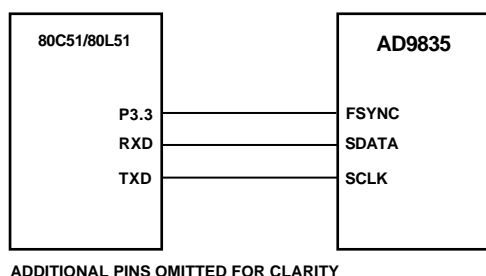 80C51/80L51
AD9835
P3.3
FSYNC
RXD
SDATA
TXD
SCLK
ADDITIONAL PINS OMITTED FOR CLARITY